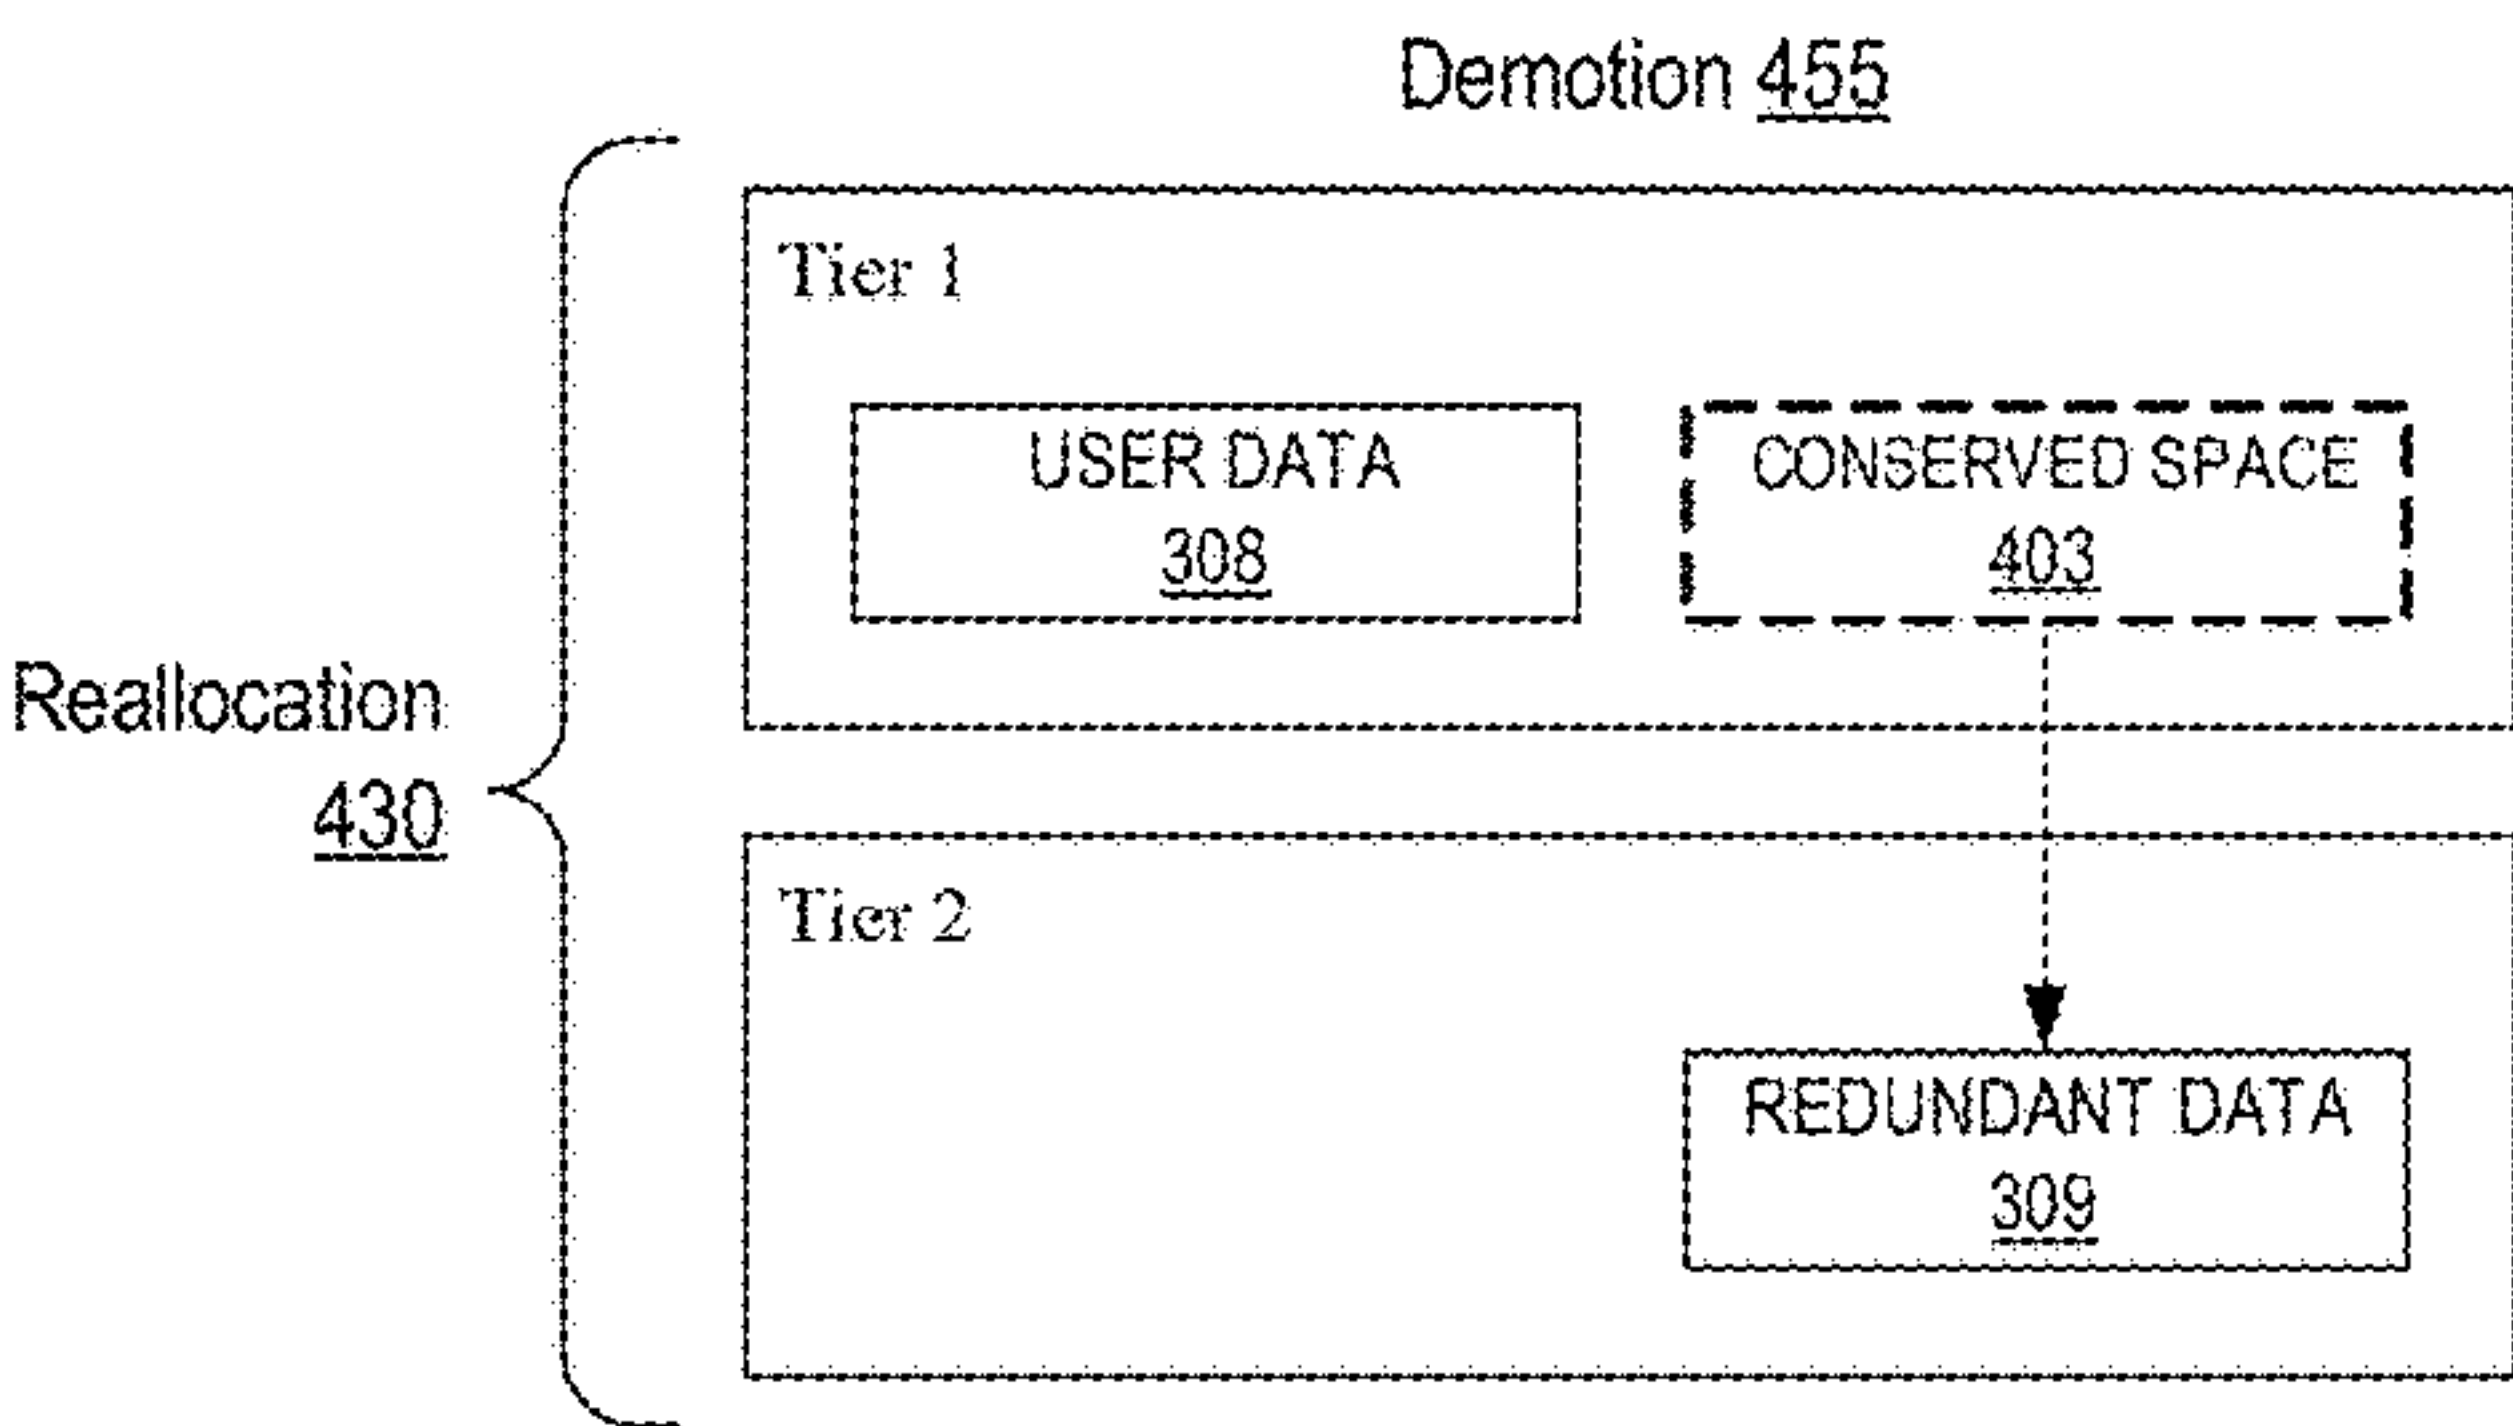 Demotion 455
Tier 1
USER DATA
308
CONSERVED SPACE
403
Reallocation
430
Tier 2
REDUNDANT DATA
309